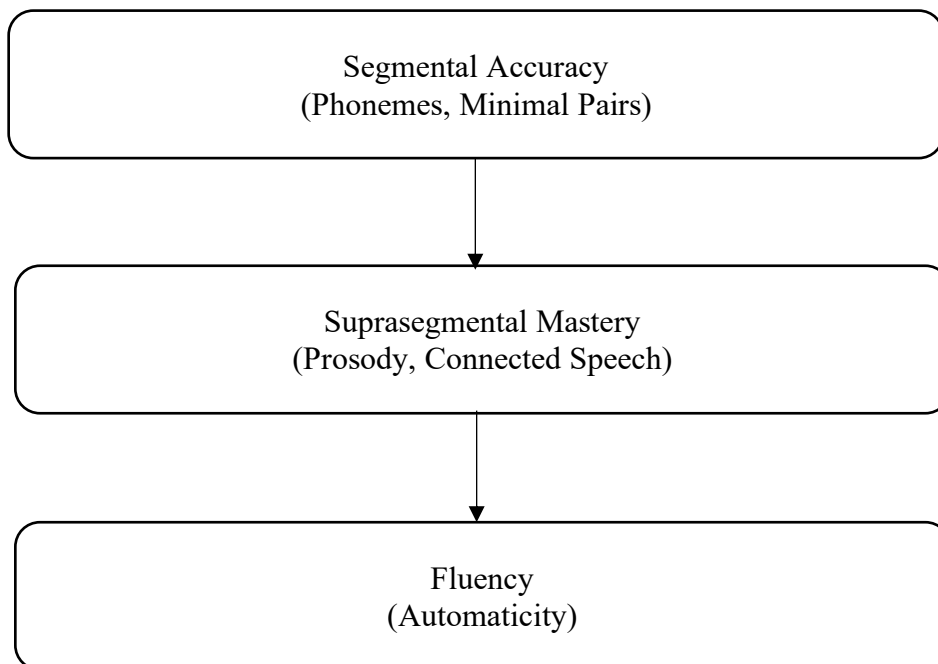 Segmental Accuracy
(Phonemes, Minimal Pairs)
Suprasegmental Mastery
(Prosody, Connected Speech)
Fluency
(Automaticity)